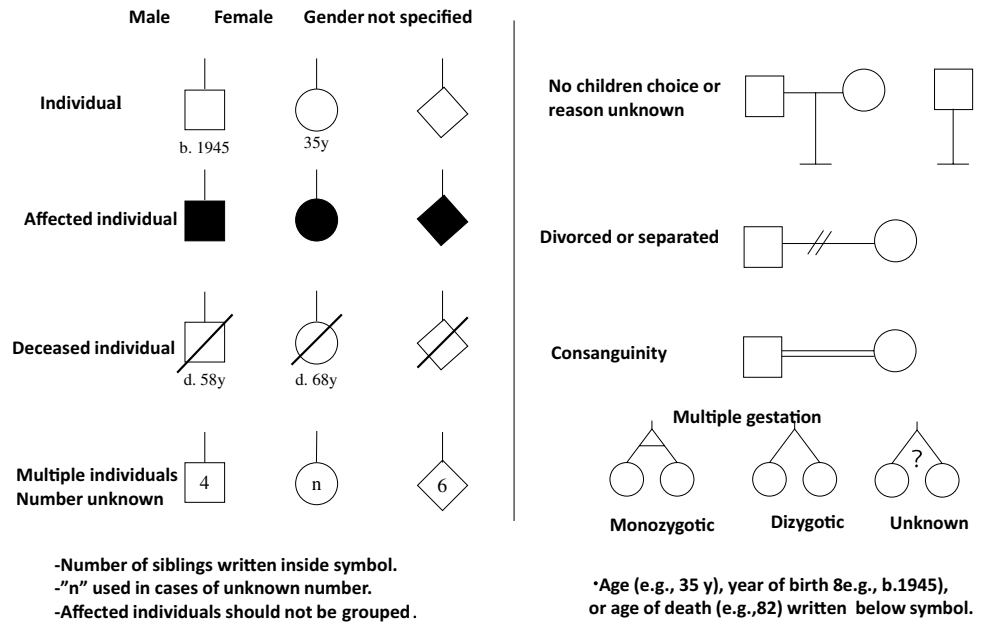 Male Female Gender not specified
Individual
b. 1945 35y
Affected individual
Deceased individual
d. 58y d. 68y
Multiple individuals
Number unknown
4 n 6
-Number of siblings written inside symbol.
-”n” used in cases of unknown number.
-Affected individuals should not be grouped.
No children choice or
reason unknown
Divorced or separated
Consanguinity
Multiple gestation
?
Monozygotic Dizygotic Unknown
·Age (e.g., 35 y), year of birth 8e.g., b.1945),
or age of death (e.g.,82) written below symbol.